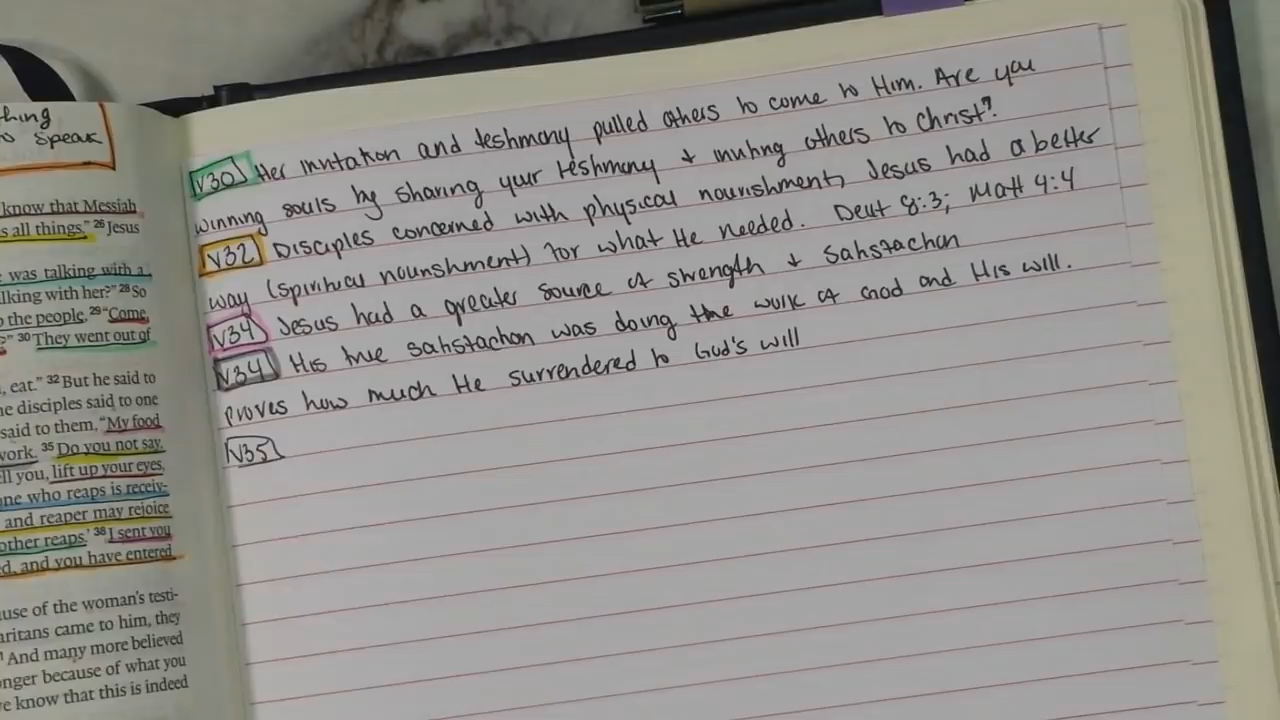 thing
to speak
know that Messiah
s all things." 26 Jesus
was talking with a
lking with her?" 28 So
o the people, 29 "Come,
?" 30 They went out of
, eat." 32 But he said to
he disciples said to one
said to them, "My food
work. 35 Do you not say,
ell you, lift up your eyes,
one who reaps is receiv-
and reaper may rejoice
other reaps.' 38 I sent you
d, and you have entered
use of the woman's testi-
aritans came to him, they
And many more believed
onger because of what you
e know that this is indeed
V30 Her invitation and testimony pulled others to come to Him. Are you
winning souls by sharing your testimony + inviting others to Christ?
V32 Disciples concerned with physical nourishment, Jesus had a better
way (spiritual nourishment) for what He needed. Deut 8:3; Matt 4:4
V34 Jesus had a greater source of strength + satisfaction
V34 His true satisfaction was doing the work of God and His will.
proves how much He surrendered to God's will
V35